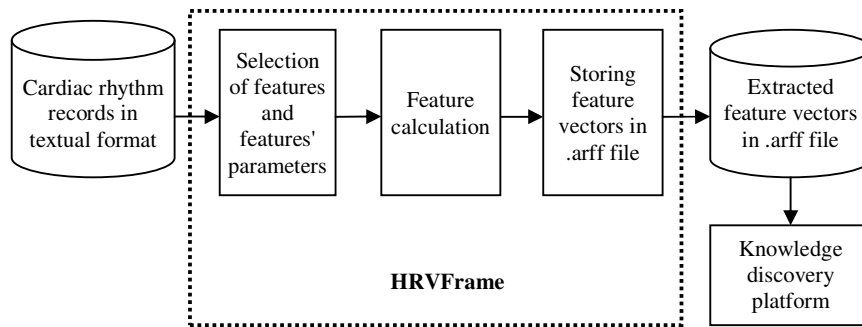 Cardiac rhythm
records in
textual format
Selection
of features
and
features'
parameters
Feature
calculation
Storing
feature
vectors in
.arff file
Extracted
feature vectors
in .arff file
HRVFrame
Knowledge
discovery
platform